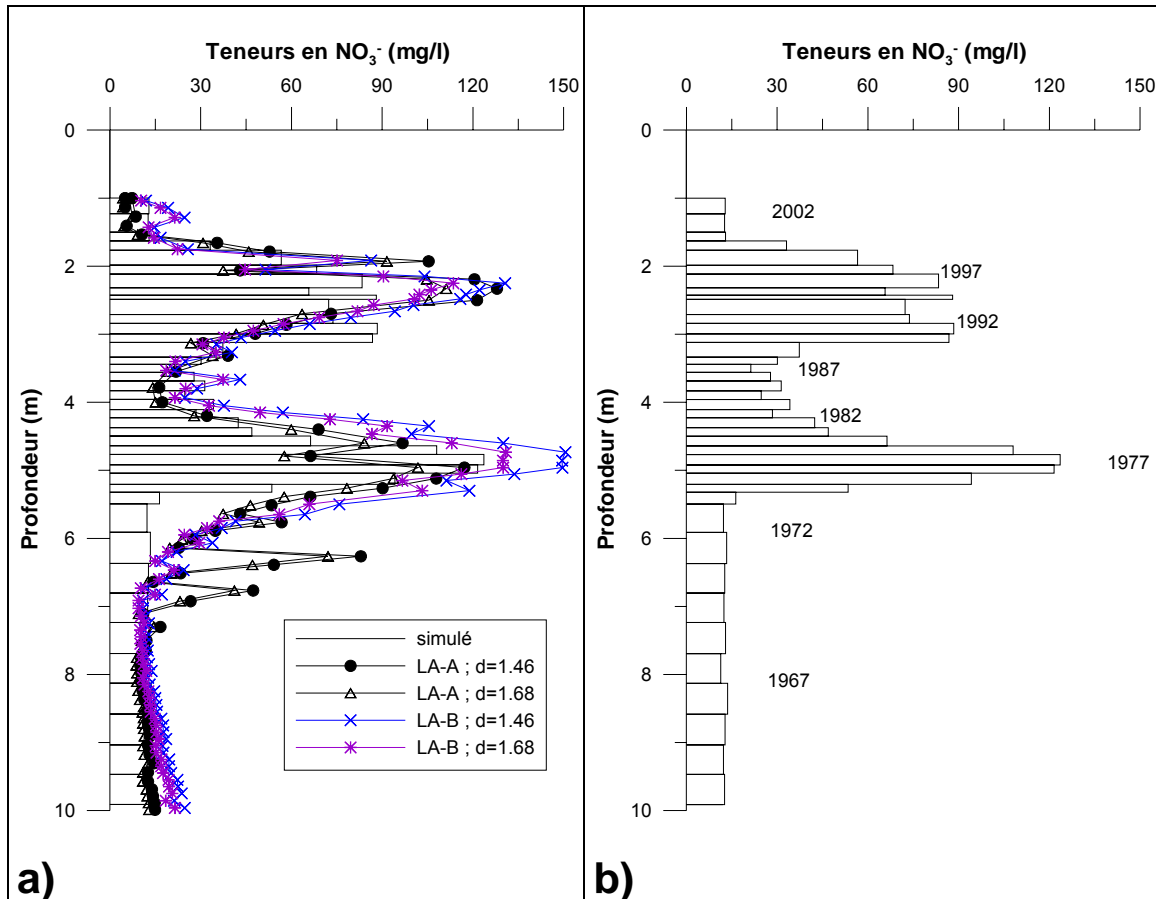 Teneurs en NO₃⁻ (mg/l)
0 30 60 90 120 150
0
2
4
6
8
10
Profondeur (m)
simulé
LA-A ; d=1.46
LA-A ; d=1.68
LA-B ; d=1.46
LA-B ; d=1.68
a)
Teneurs en NO₃⁻ (mg/l)
0 30 60 90 120 150
0
2
4
6
8
10
Profondeur (m)
2002
1997
1992
1987
1982
1977
1972
1967
b)